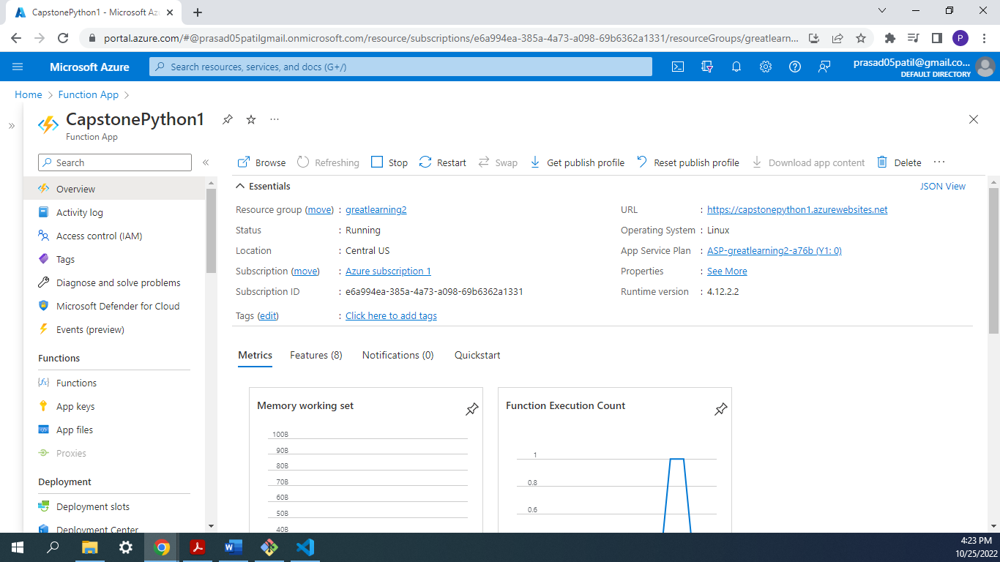 CapstonePython1 - Microsoft Az
portal.azure.com/#@prasad05patilgmail.onmicrosoft.com/resource/subscriptions/e6a994ea-385a-4a73-a098-69b6362a1331/resourceGroups/greatlearn...
P
Microsoft Azure
Search resources, services, and docs (G+/)
prasad05patil@gmail.co...
DEFAULT DIRECTORY
Home > Function App >
CapstonePython1
Function App
Search
Browse Refreshing Stop Restart Swap Get publish profile Reset publish profile Download app content Delete ...
Overview
Activity log
Access control (IAM)
Tags
Diagnose and solve problems
Microsoft Defender for Cloud
Events (preview)
Functions
Functions
App keys
App files
Proxies
Deployment
Deployment slots
Deployment Center
Essentials
JSON View
Resource group (move) : greatlearning2
Status : Running
Location : Central US
Subscription (move) : Azure subscription 1
Subscription ID : e6a994ea-385a-4a73-a098-69b6362a1331
Tags (edit) : Click here to add tags
URL : https://capstonepython1.azurewebsites.net
Operating System : Linux
App Service Plan : ASP-greatlearning2-a76b (Y1: 0)
Properties : See More
Runtime version : 4.12.2.2
Metrics Features (8) Notifications (0) Quickstart
Memory working set
100B
90B
80B
70B
60B
50B
40B
Function Execution Count
1
0.8
0.6
4:23 PM
10/25/2022